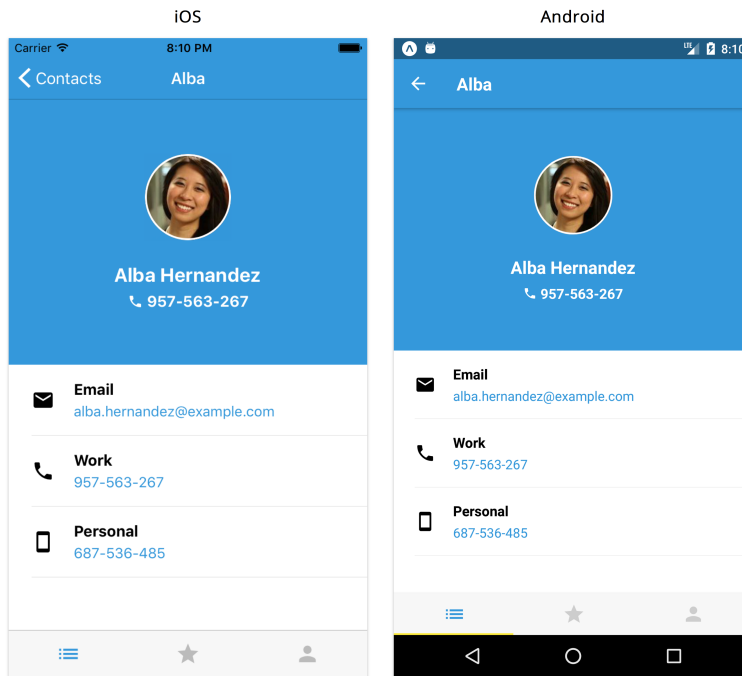 iOS
Carrier 8:10 PM
Contacts Alba
Alba Hernandez
957-563-267
Email
alba.hernandez@example.com
Work
957-563-267
Personal
687-536-485
Android
LTE 8:10
Alba
Alba Hernandez
957-563-267
Email
alba.hernandez@example.com
Work
957-563-267
Personal
687-536-485